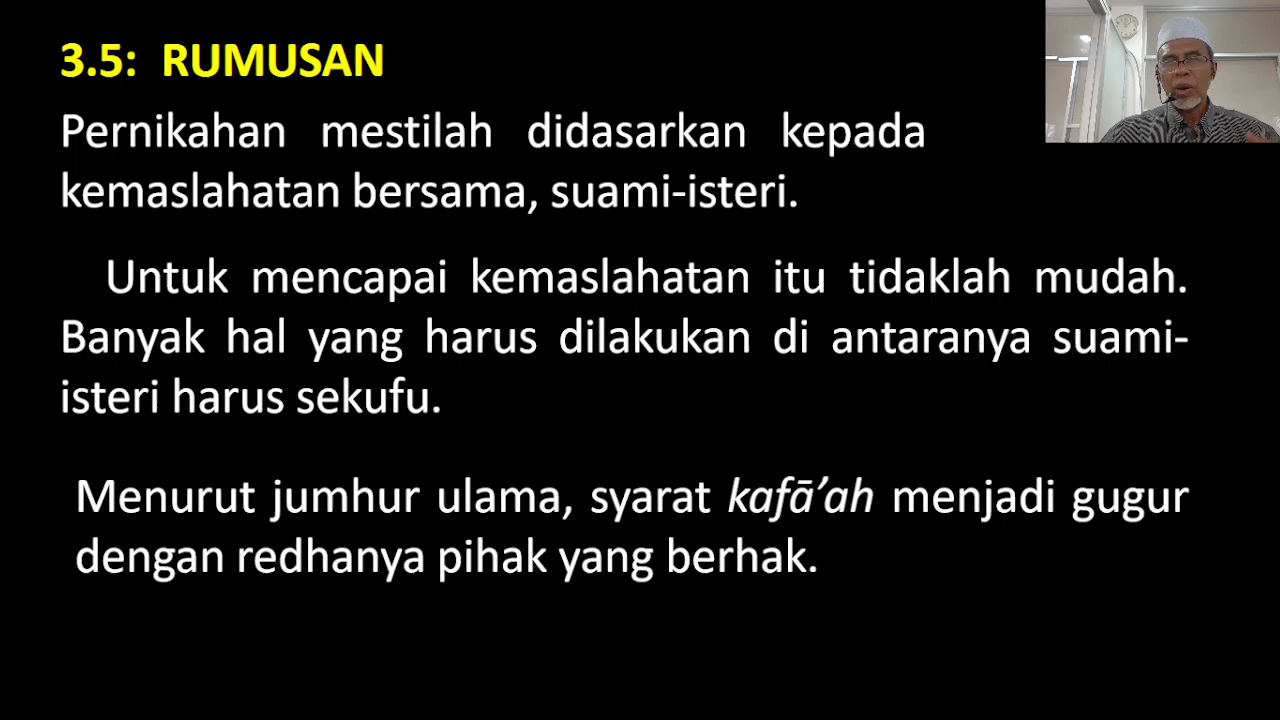 3.5: RUMUSAN
Pernikahan mestilah didasarkan kepada
kemaslahatan bersama, suami-isteri.
Untuk mencapai kemaslahatan itu tidaklah mudah.
Banyak hal yang harus dilakukan di antaranya suami-
isteri harus sekufu.
Menurut jumhur ulama, syarat kafā’ah menjadi gugur
dengan redhanya pihak yang berhak.